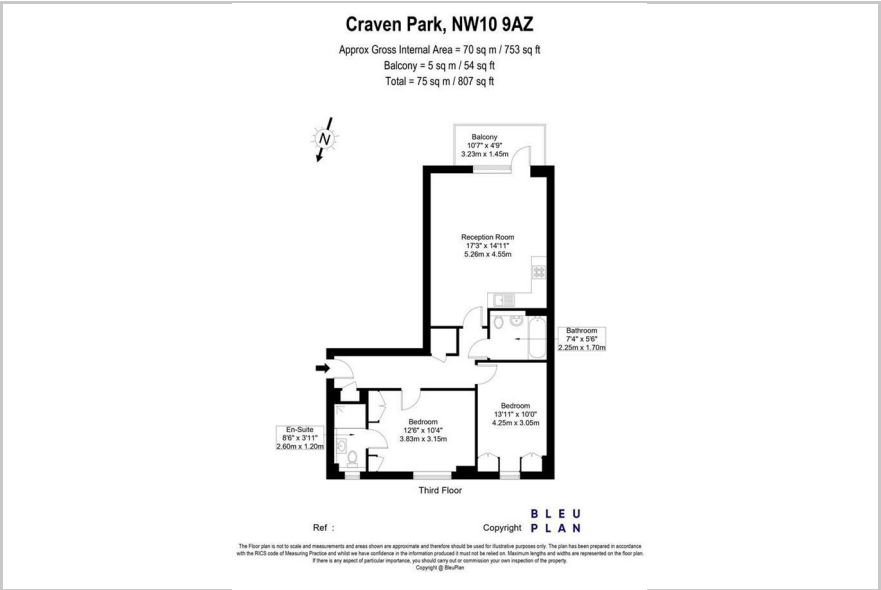 Craven Park, NW10 9AZ
Approx Gross Internal Area = 70 sq m / 753 sq ft
Balcony = 5 sq m / 54 sq ft
Total = 75 sq m / 807 sq ft
N
Balcony
10'7" x 4'9"
3.23m x 1.45m
Reception Room
17'3" x 14'11"
5.26m x 4.55m
Bathroom
7'4" x 5'6"
2.25m x 1.70m
Bedroom
13'11" x 10'0"
4.25m x 3.05m
Bedroom
12'6" x 10'4"
3.83m x 3.15m
En-Suite
8'6" x 3'11"
2.60m x 1.20m
Third Floor
Ref :
Copyright
BLEU
PLAN
The Floor plan is not to scale and measurements and areas shown are approximate and therefore should be used for illustrative purposes only. The plan has been prepared in accordance
with the RICS code of Measuring Practice and whilst we have confidence in the information produced it must not be relied on. Maximum lengths and widths are represented on the floor plan.
If there is any aspect of particular importance, you should carry out or commission your own inspection of the property.
Copyright @ BleuPlan